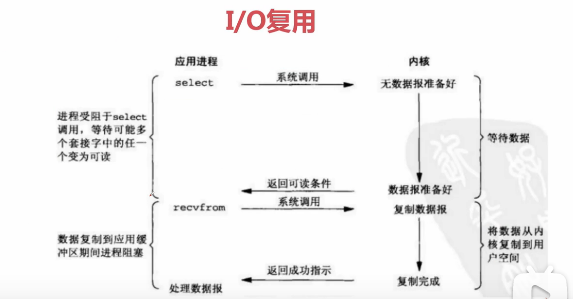 I/O复用
应用进程
内核
select
系统调用
无数据报准备好
进程受阻于select
调用，等待可能多
个套接字中的任一
个变为可读
等待数据
返回可读条件
数据报准备好
recvfrom
系统调用
复制数据报
数据复制到应用缓
冲区期间进程阻塞
将数据从内
核复制到用
户空间
返回成功指示
复制完成
处理数据报